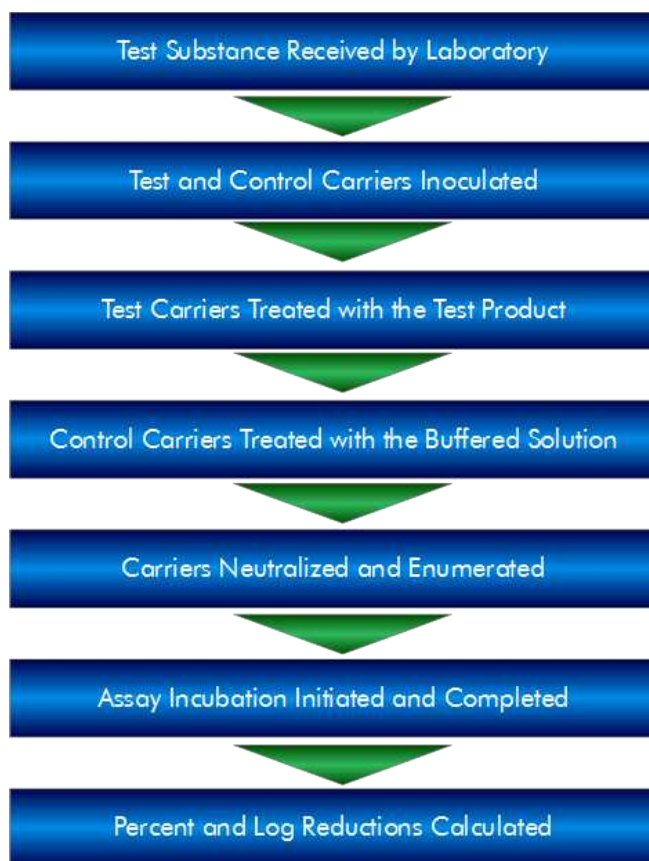 Test Substance Received by Laboratory
Test and Control Carriers Inoculated
Test Carriers Treated with the Test Product
Control Carriers Treated with the Buffered Solution
Carriers Neutralized and Enumerated
Assay Incubation Initiated and Completed
Percent and Log Reductions Calculated